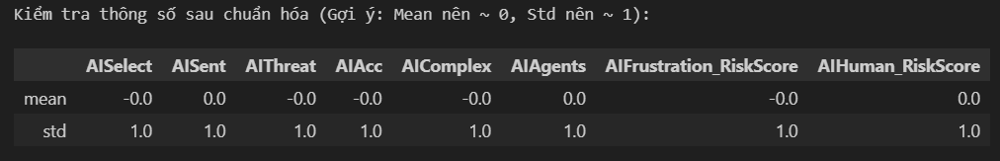 Kiểm tra thông số sau chuẩn hóa (Gợi ý: Mean nên ~ 0, Std nên ~ 1):
AISelect AISent AIThreat AIAcc AIComplex AIAgents AIFrustration_RiskScore AIHuman_RiskScore
mean -0.0 0.0 -0.0 -0.0 -0.0 0.0 -0.0 0.0
std 1.0 1.0 1.0 1.0 1.0 1.0 1.0 1.0